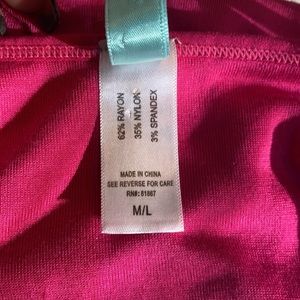 62% RAYON
35% NYLON
3% SPANDEX
MADE IN CHINA
SEE REVERSE FOR CARE
RN#: 81867
M/L